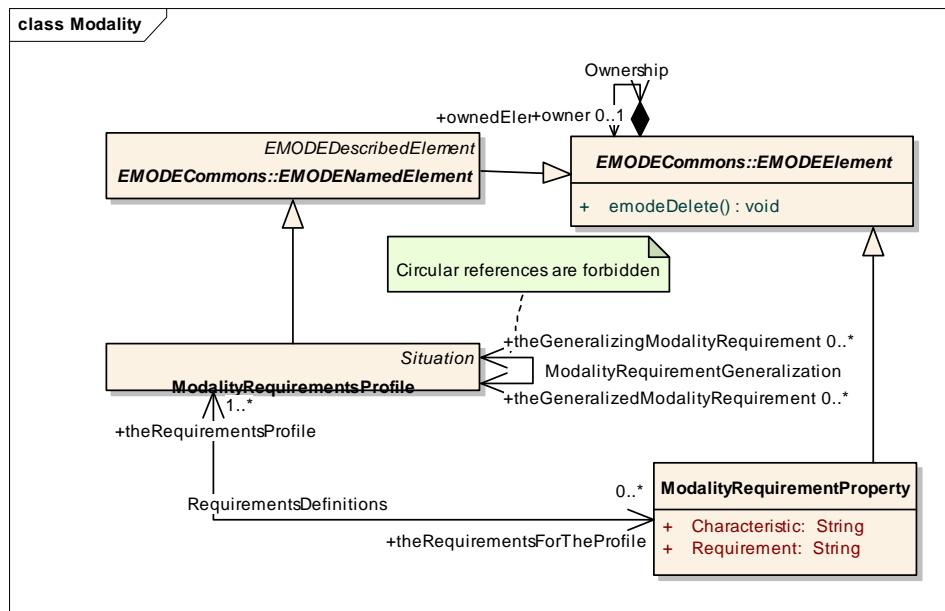 class Modality
Ownership
+ownedEler
+owner 0..1
EMODEDescribedElement
EMODECommons::EMODENamedElement
EMODECommons::EMODEElement
+ emodeDelete() : void
Circular references are forbidden
Situation
ModalityRequirementsProfile
+theGeneralizingModalityRequirement 0..*
ModalityRequirementGeneralization
+theGeneralizedModalityRequirement 0..*
1..*
+theRequirementsProfile
RequirementsDefinitions
0..*
+theRequirementsForTheProfile
ModalityRequirementProperty
+ Characteristic: String
+ Requirement: String